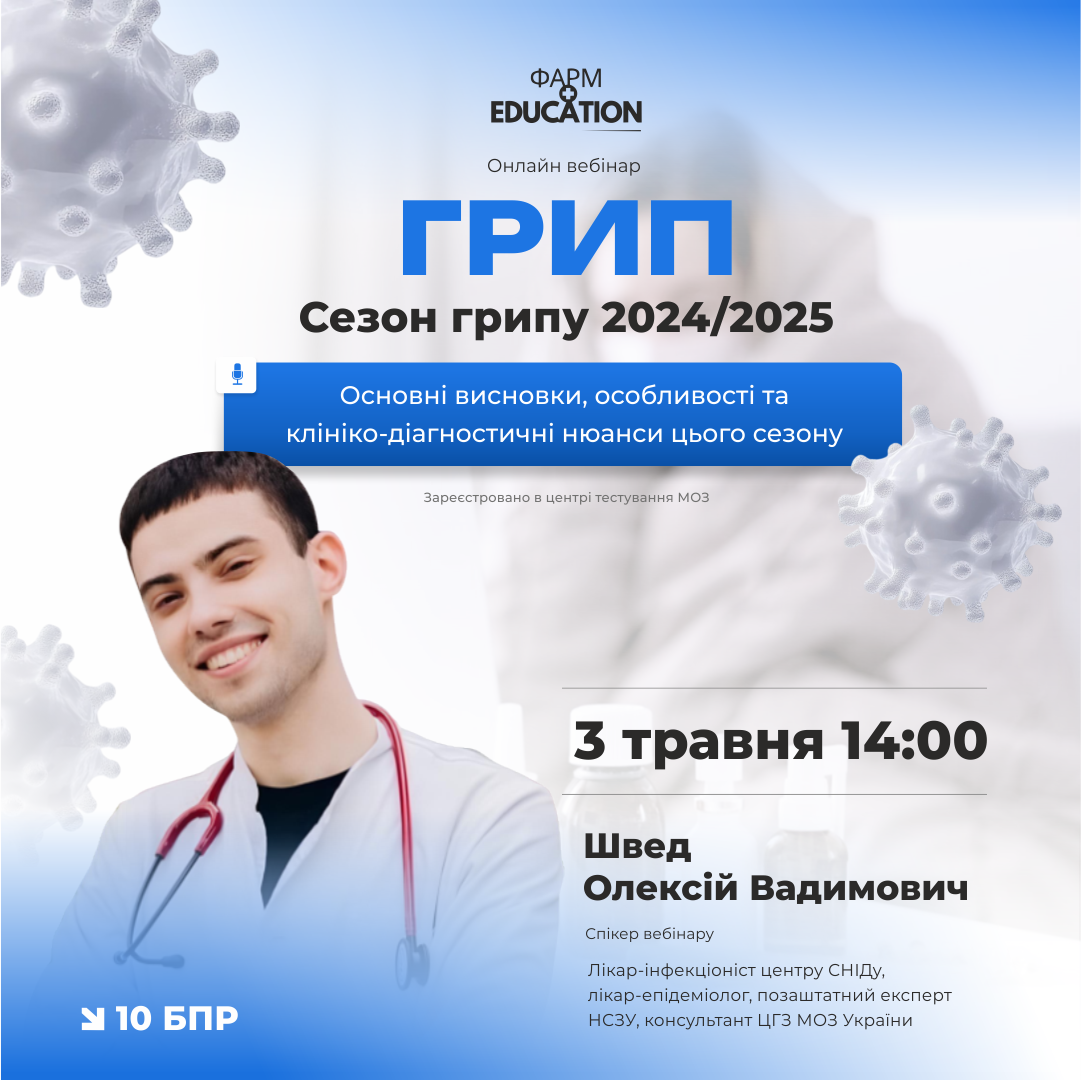 ФАРМ
EDUCATION
Онлайн вебінар
ГРИП
Сезон грипу 2024/2025
Основні висновки, особливості та
клініко-діагностичні нюанси цього сезону
Зареєстровано в центрі тестування МОЗ
3 травня 14:00
Швед
Олексій Вадимович
Спікер вебінару
Лікар-інфекціоніст центру СНІДу,
лікар-епідеміолог, позаштатний експерт
НСЗУ, консультант ЦГЗ МОЗ України
10 БПР